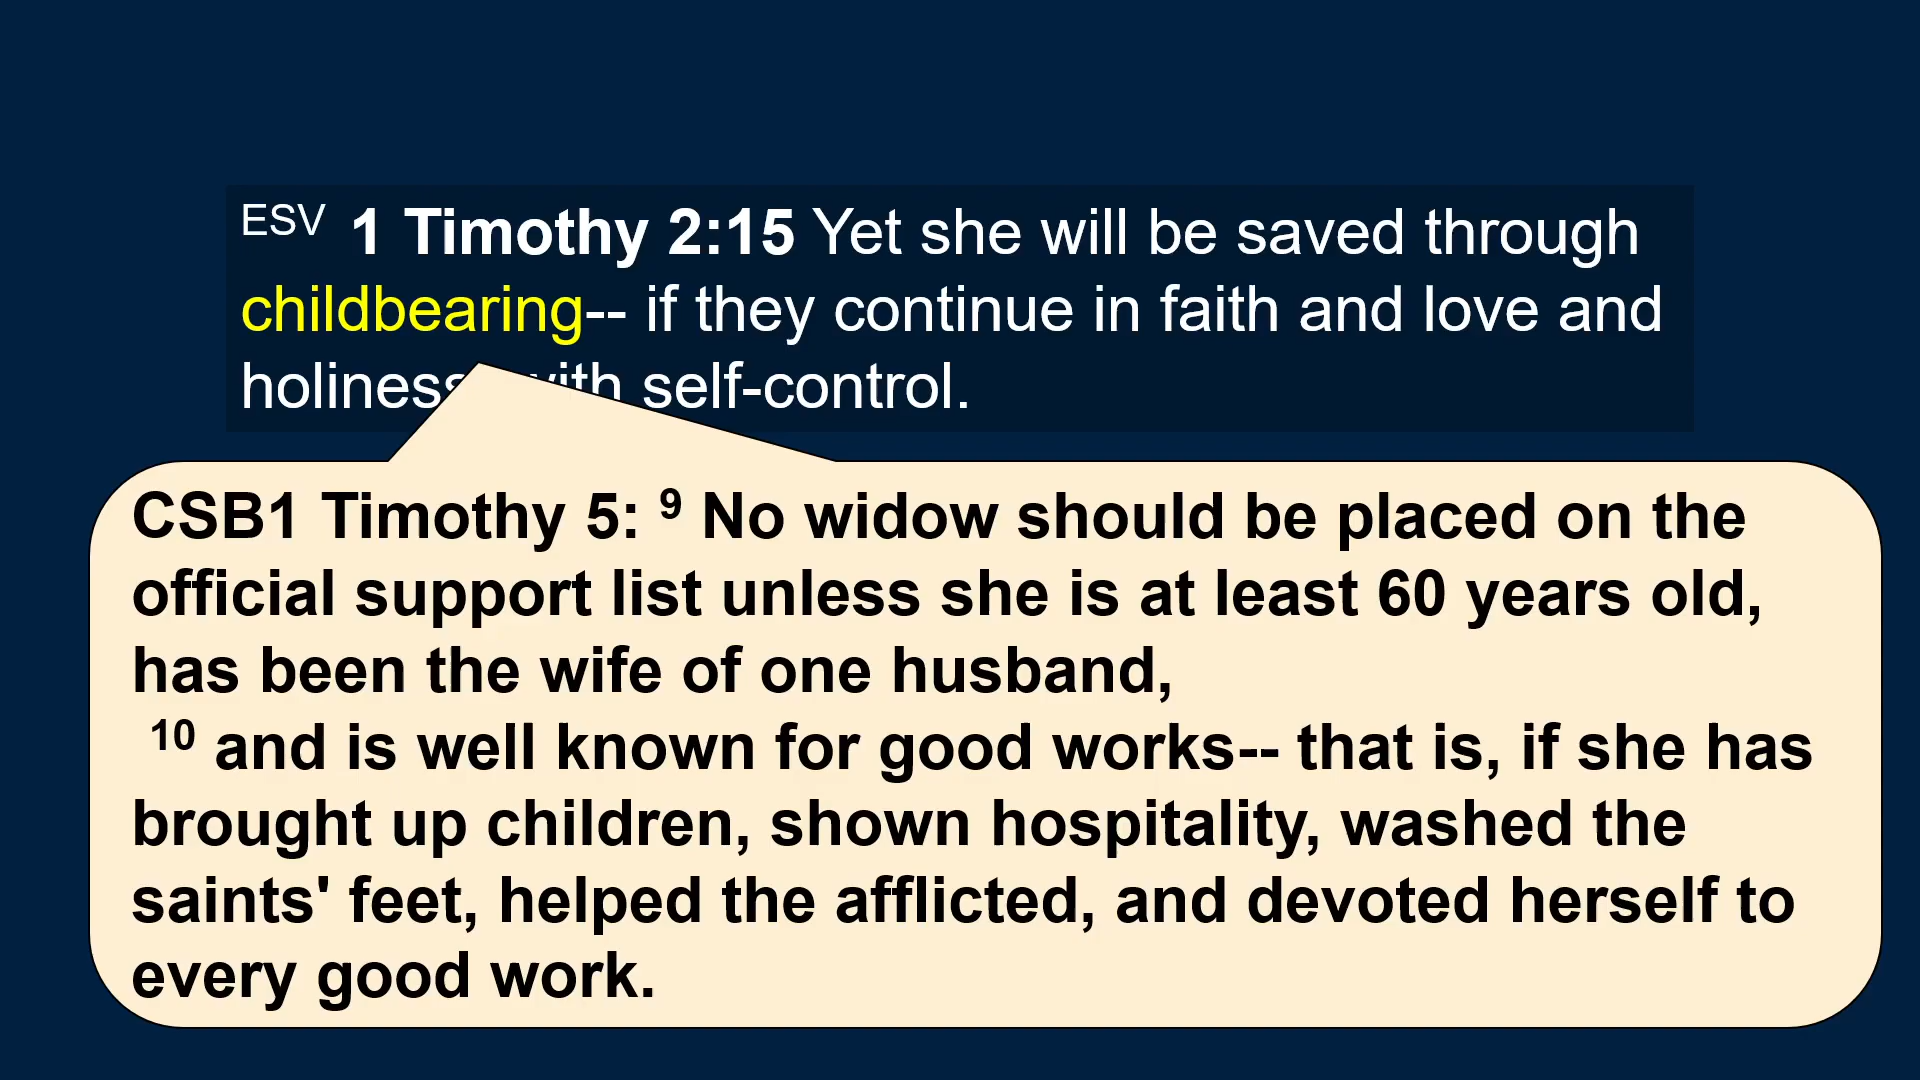 ESV 1 Timothy 2:15 Yet she will be saved through
childbearing-- if they continue in faith and love and
holiness with self-control.
CSB1 Timothy 5: 9 No widow should be placed on the
official support list unless she is at least 60 years old,
has been the wife of one husband,
10 and is well known for good works-- that is, if she has
brought up children, shown hospitality, washed the
saints' feet, helped the afflicted, and devoted herself to
every good work.